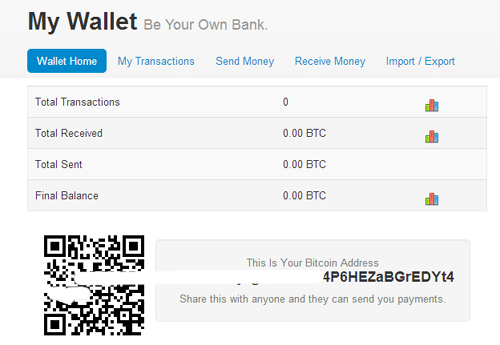 My Wallet Be Your Own Bank.
Wallet Home My Transactions Send Money Receive Money Import / Export
Total Transactions 0
Total Received 0.00 BTC
Total Sent 0.00 BTC
Final Balance 0.00 BTC
This Is Your Bitcoin Address
4P6HEZaBGrEDYt4
Share this with anyone and they can send you payments.